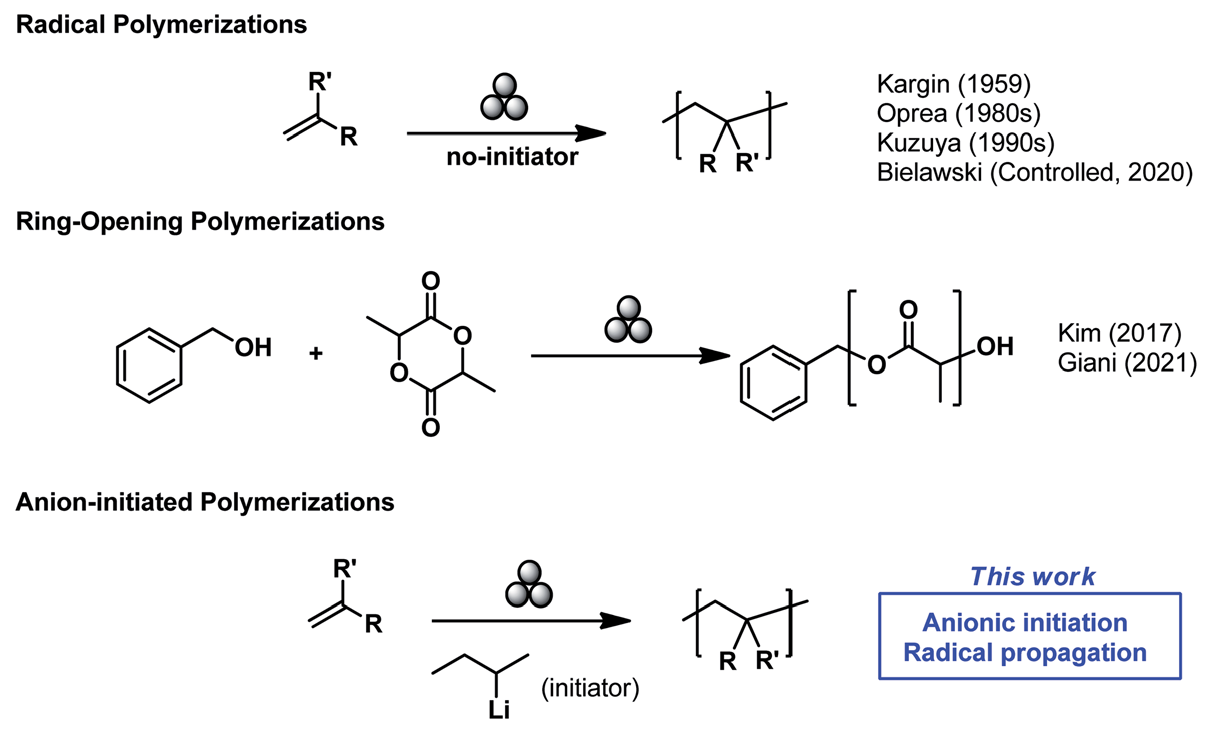 Radical Polymerizations
R'
R
no-initiator
R R'
Kargin (1959)
Oprea (1980s)
Kuzuya (1990s)
Bielawski (Controlled, 2020)
Ring-Opening Polymerizations
OH
+
O
O
O
O
O
O
OH
Kim (2017)
Giani (2021)
Anion-initiated Polymerizations
R'
R
Li
(initiator)
R R'
This work
Anionic initiation
Radical propagation